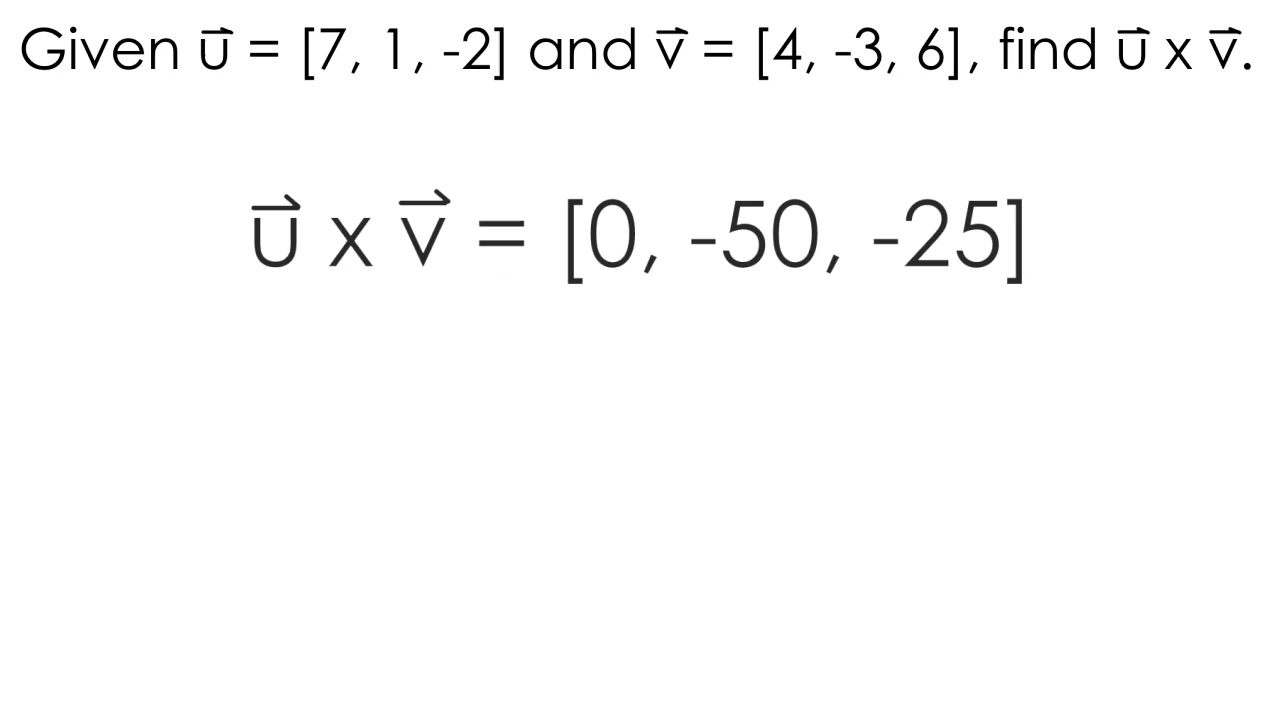 Given u⃗ = [7, 1, -2] and v⃗ = [4, -3, 6], find u⃗ x v⃗.
u⃗ x v⃗ = [0, -50, -25]